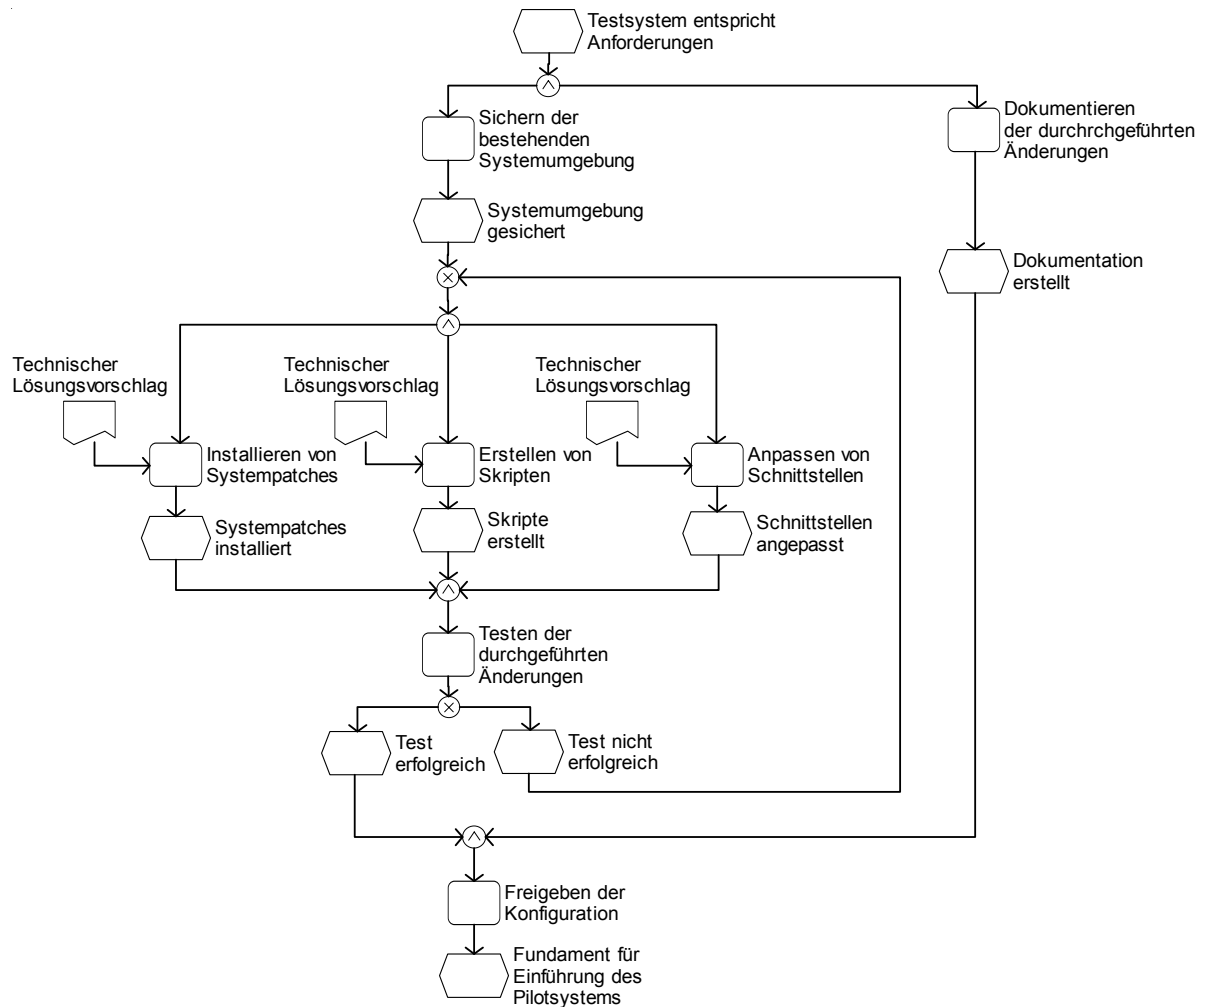 Testsystem entspricht
Anforderungen
Sichern der
bestehenden
Systemumgebung
Dokumentieren
der durchrchgeführten
Änderungen
Systemumgebung
gesichert
Dokumentation
erstellt
Technischer
Lösungsvorschlag
Technischer
Lösungsvorschlag
Technischer
Lösungsvorschlag
Installieren von
Systempatches
Erstellen von
Skripten
Anpassen von
Schnittstellen
Systempatches
installiert
Skripte
erstellt
Schnittstellen
angepasst
Testen der
durchgeführten
Änderungen
Test
erfolgreich
Test nicht
erfolgreich
Freigeben der
Konfiguration
Fundament für
Einführung des
Pilotsystems